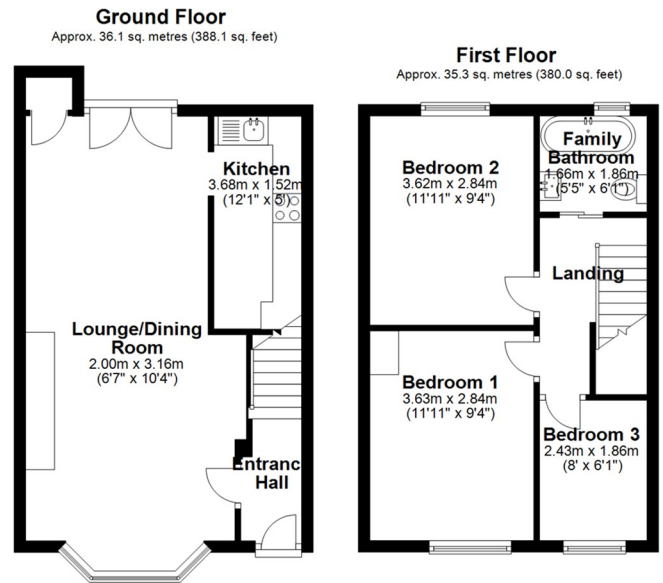 Ground Floor
Approx. 36.1 sq. metres (388.1 sq. feet)
Kitchen
3.68m x 1.52m
(12'1" x 5')
Lounge/Dining
Room
2.00m x 3.16m
(6'7" x 10'4")
Entranc
Hall
First Floor
Approx. 35.3 sq. metres (380.0 sq. feet)
Family
Bathroom
1.66m x 1.86m
(5'5" x 6'1")
Bedroom 2
3.62m x 2.84m
(11'11" x 9'4")
Landing
Bedroom 1
3.63m x 2.84m
(11'11" x 9'4")
Bedroom 3
2.43m x 1.86m
(8' x 6'1")